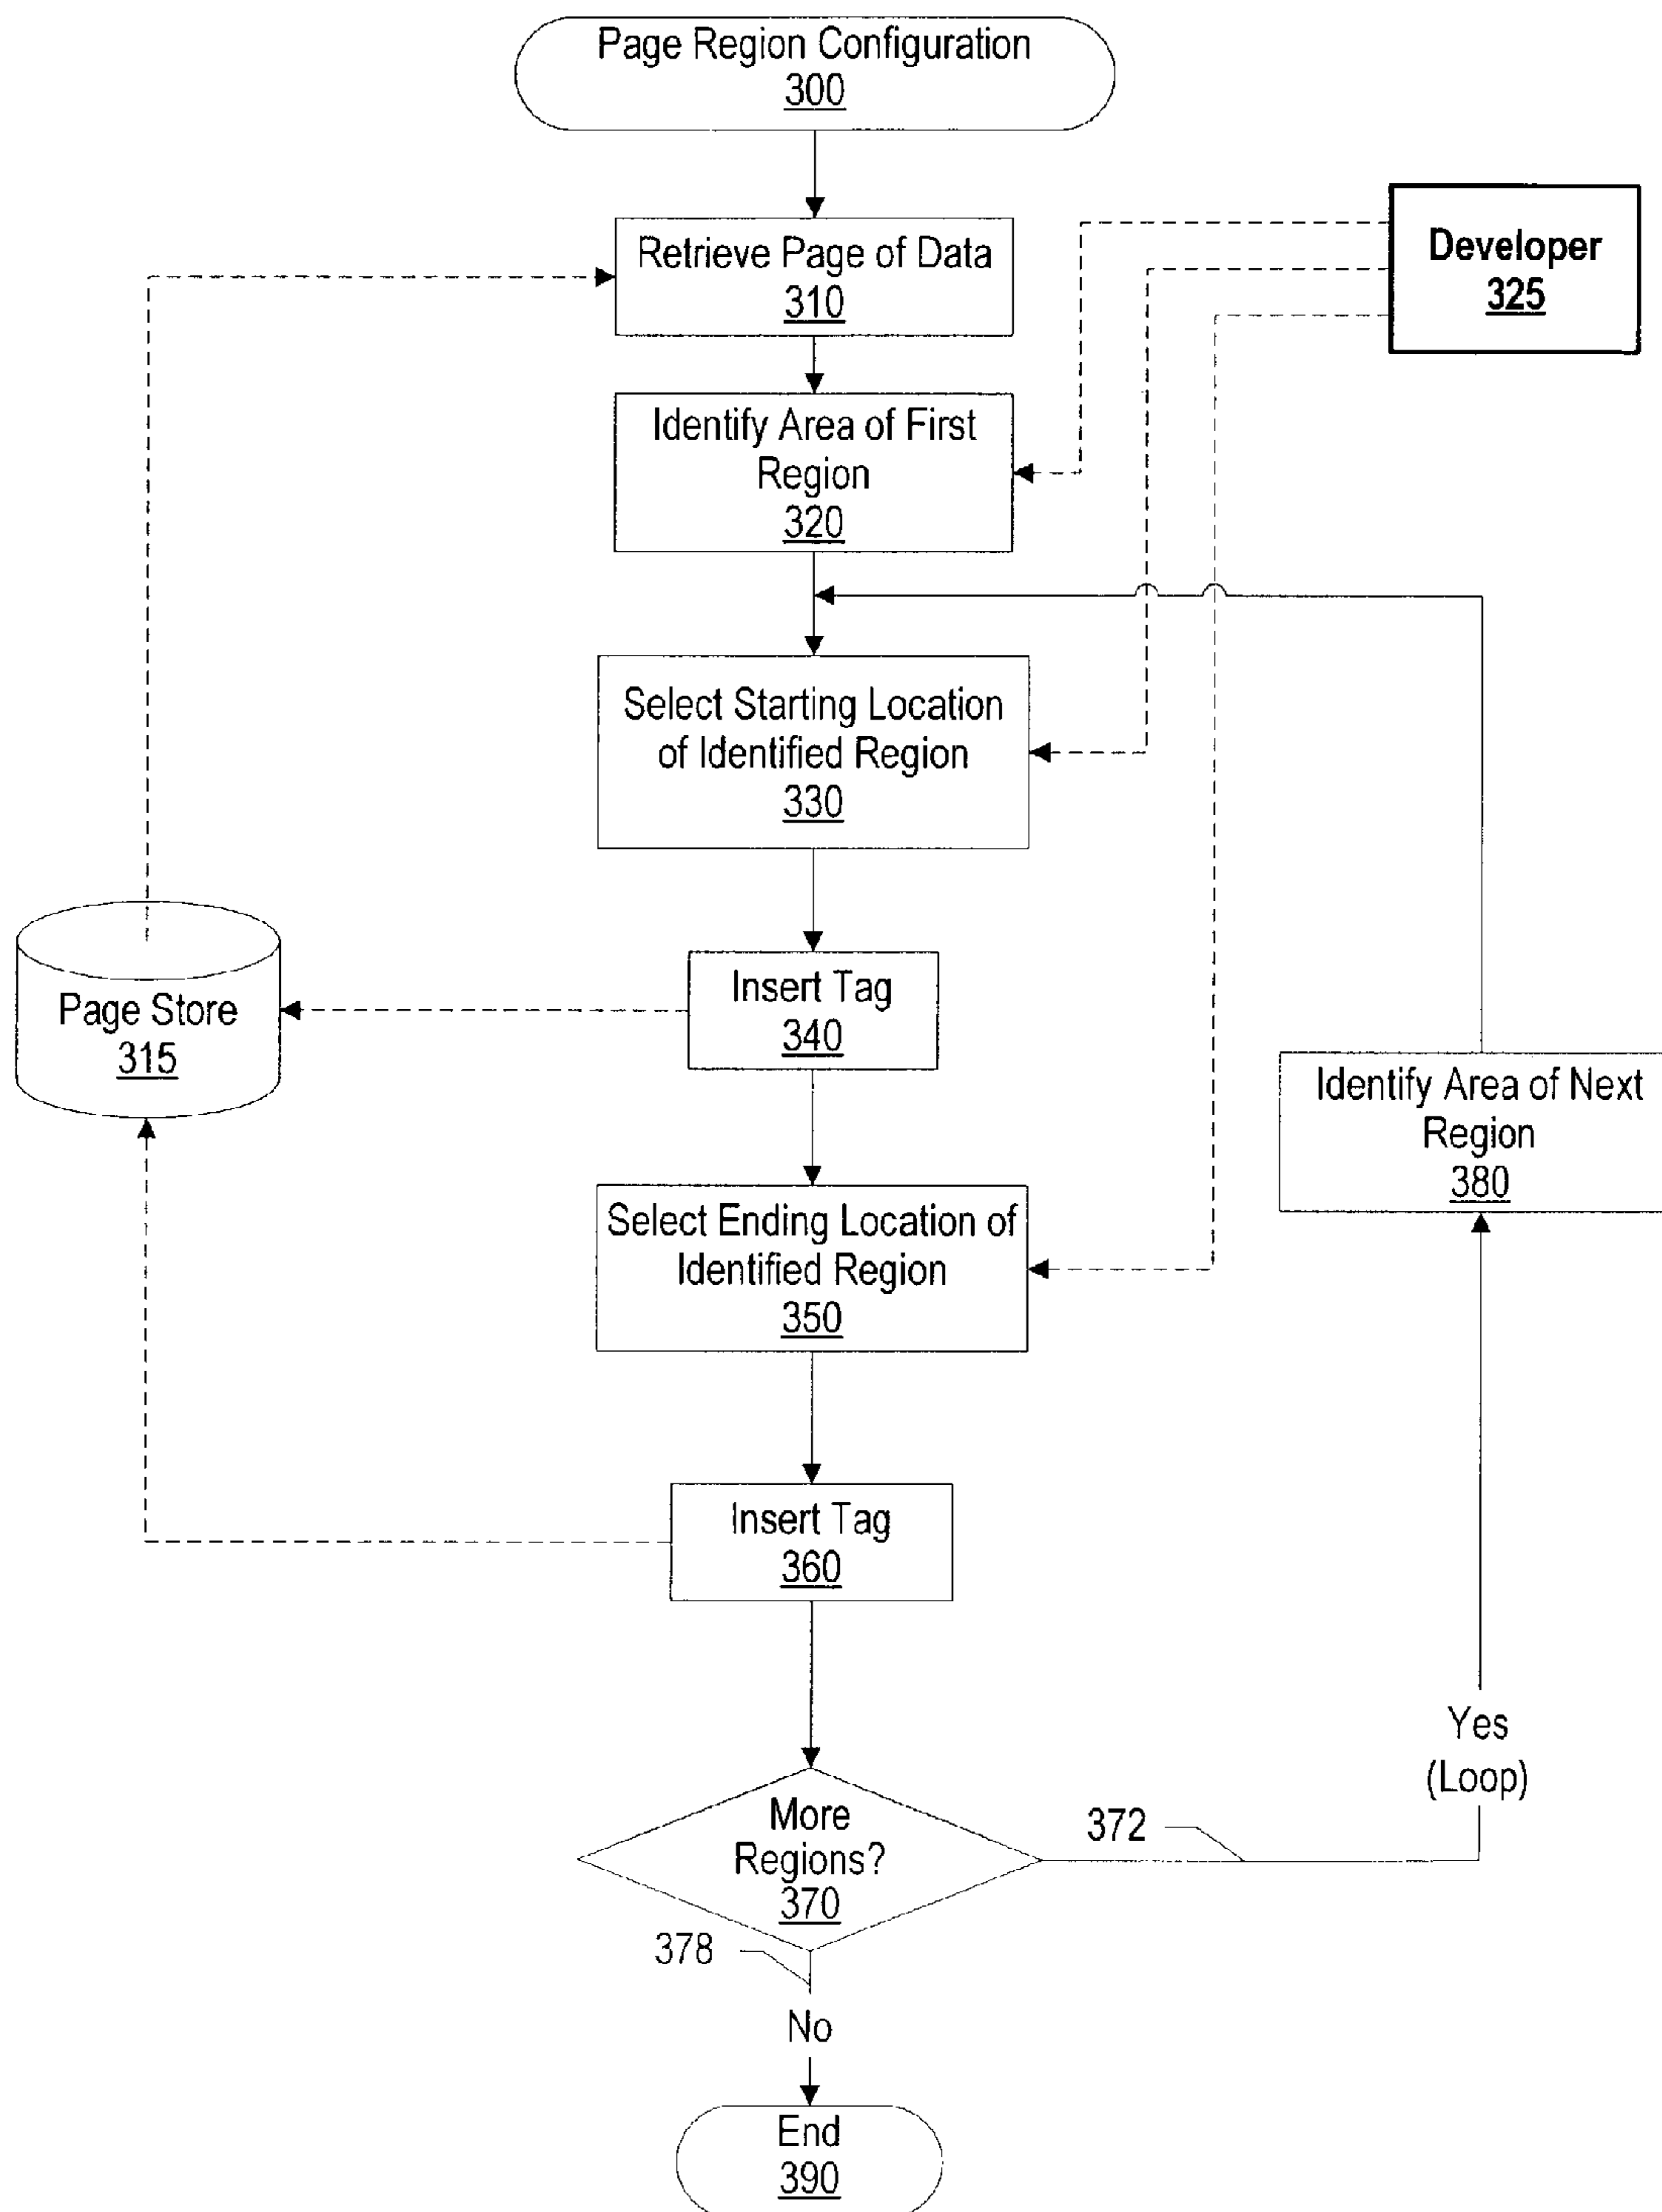 Page Region Configuration
300
Retrieve Page of Data
310
Developer
325
Identify Area of First
Region
320
Select Starting Location
of Identified Region
330
Insert Tag
340
Page Store
315
Identify Area of Next
Region
380
Select Ending Location of
Identified Region
350
Insert Tag
360
Yes
(Loop)
More
Regions?
370
372
378
No
End
390